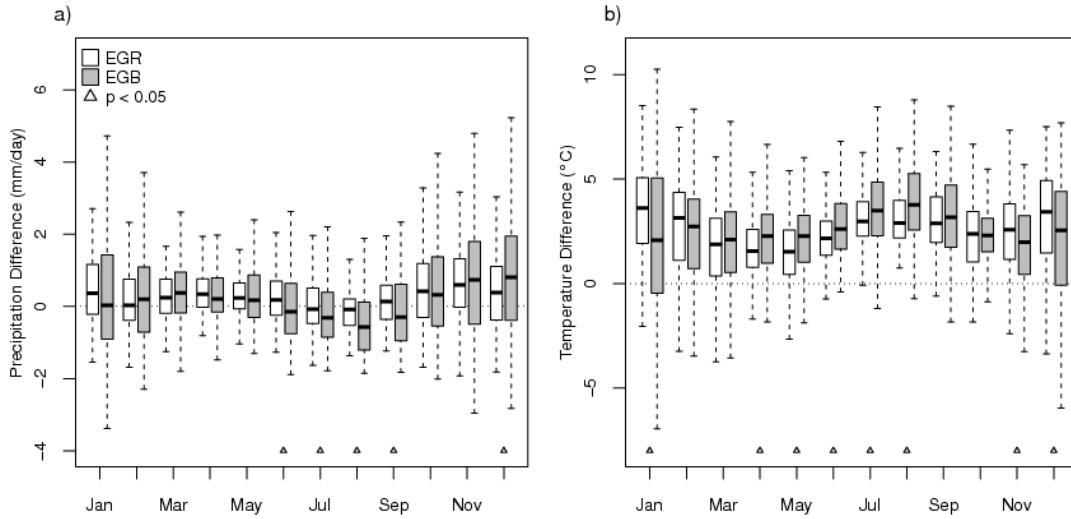 a)
EGR
EGB
p < 0.05
Precipitation Difference (mm/day)
6
4
2
0
−2
−4
Jan Mar May Jul Sep Nov
b)
Temperature Difference (°C)
10
5
0
−5
Jan Mar May Jul Sep Nov